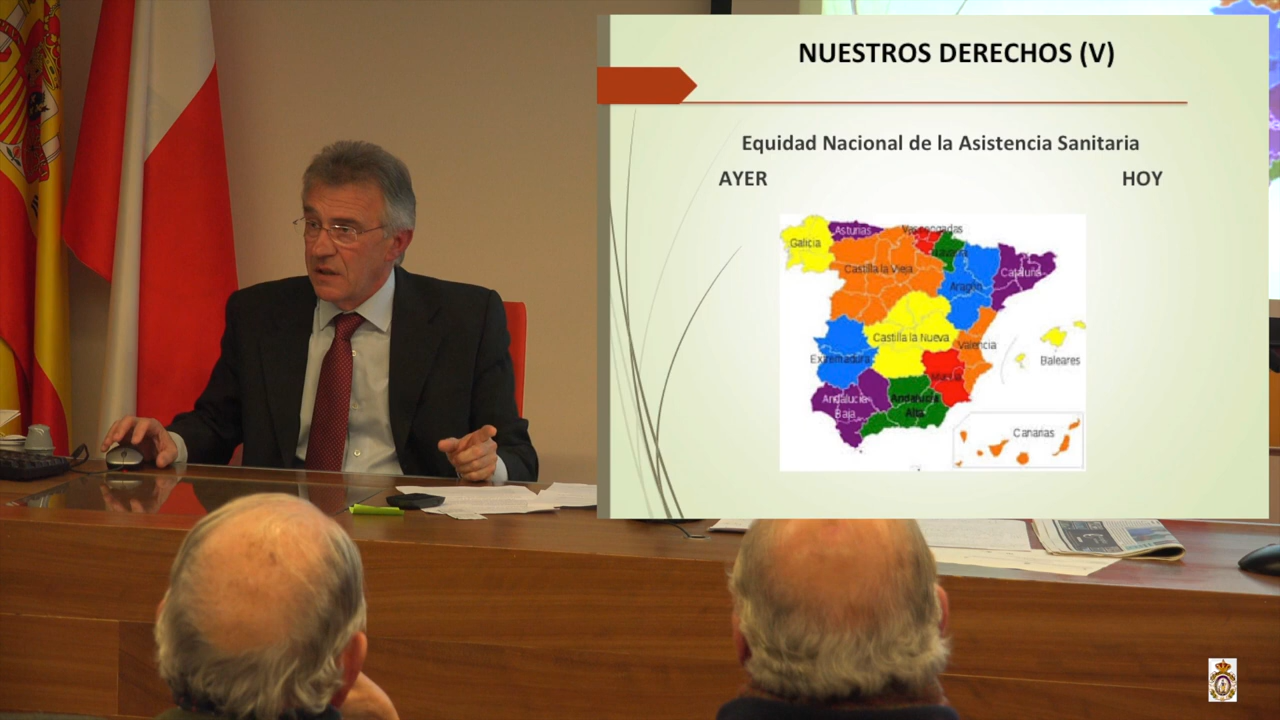 NUESTROS DERECHOS (V)
Equidad Nacional de la Asistencia Sanitaria
AYER HOY
Galicia
Asturias
Vascongadas
Navarra
Castilla la Vieja
Aragón
Cataluña
Castilla la Nueva
Valencia
Extremadura
Baleares
Murcia
Andalucía
Baja
Andalucía
Alta
Canarias